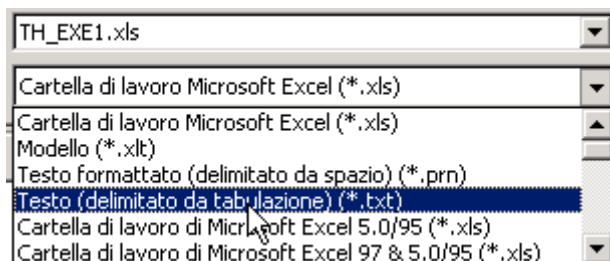 TH_EXE1.xls
Cartella di lavoro Microsoft Excel (*.xls)
Cartella di lavoro Microsoft Excel (*.xls)
Modello (*.xlt)
Testo formattato (delimitato da spazio) (*.prn)
Testo (delimitato da tabulazione) (*.txt)
Cartella di lavoro di Microsoft Excel 5.0/95 (*.xls)
Cartella di lavoro Microsoft Excel 97 & 5.0/95 (*.xls)